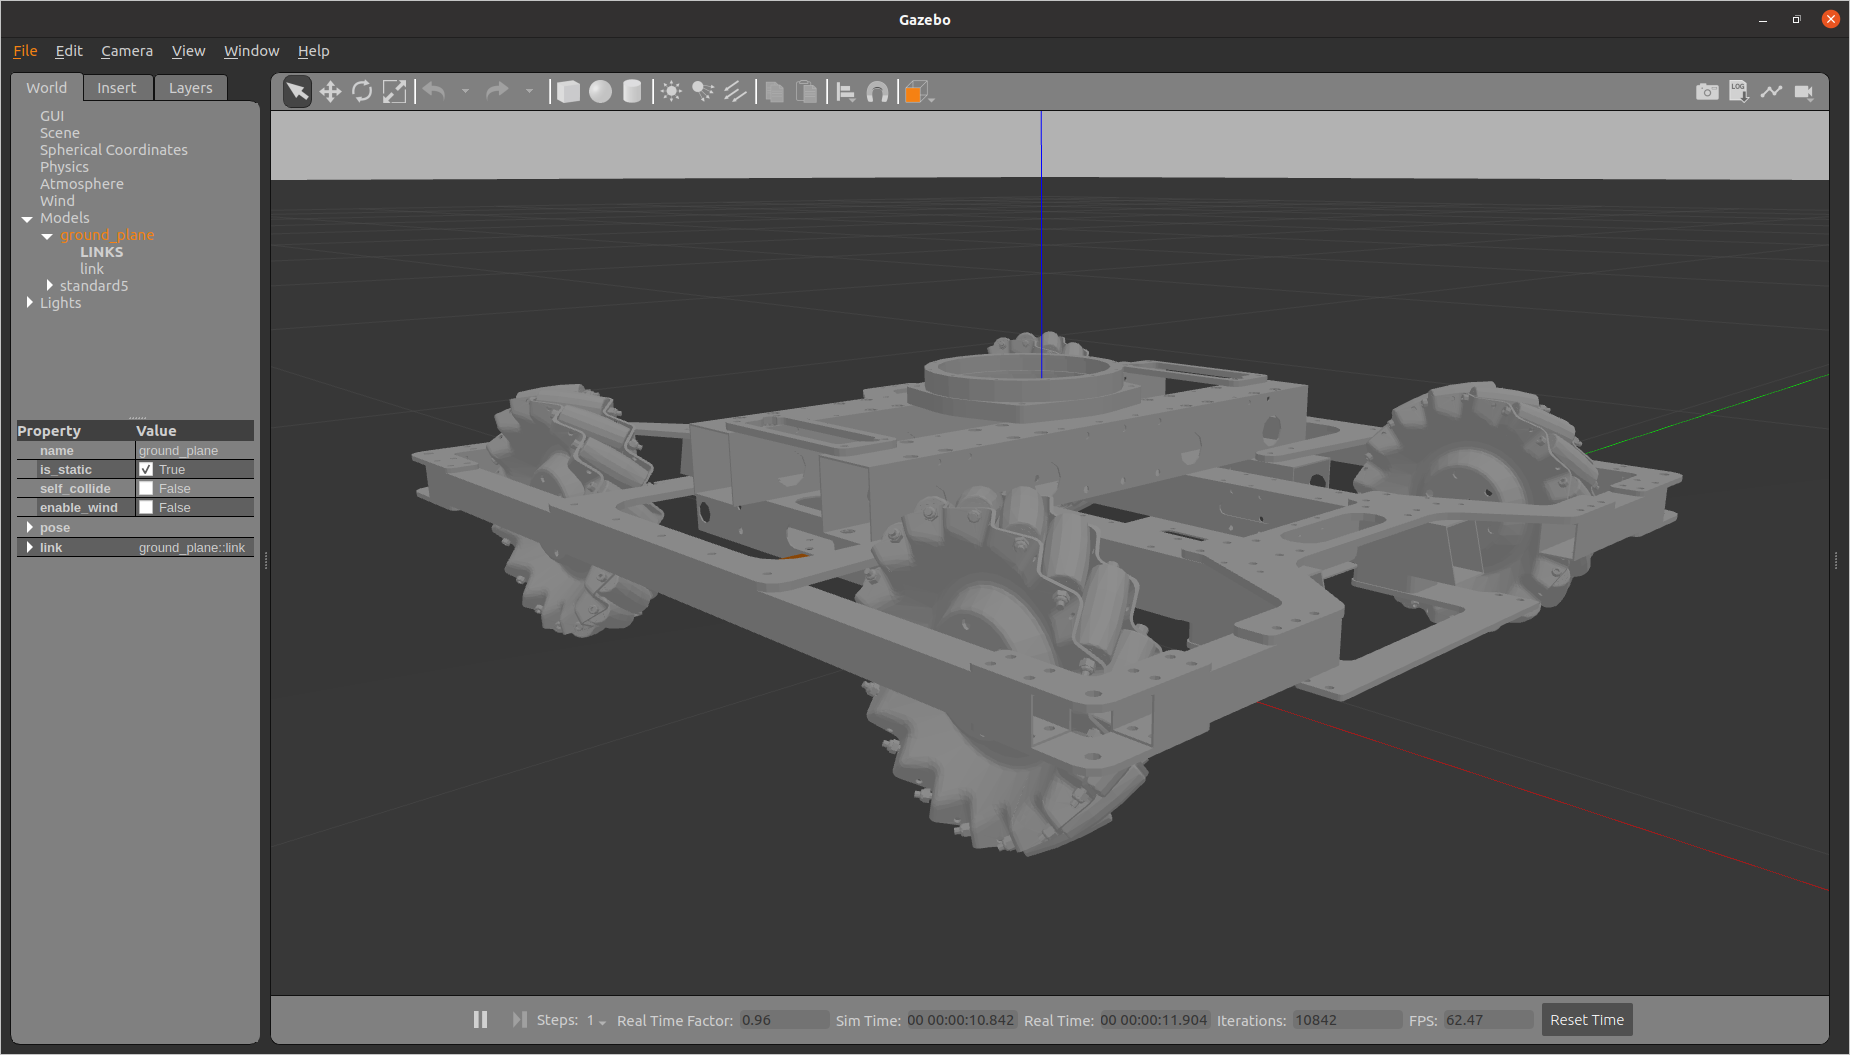 Gazebo
File Edit Camera View Window Help
World Insert Layers
LOG
GUI
Scene
Spherical Coordinates
Physics
Atmosphere
Wind
Models
ground_plane
LINKS
link
standard5
Lights
Property Value
name ground_plane
is_static True
self_collide False
enable_wind False
pose
link ground_plane::link
Steps: 1 Real Time Factor: 0.96 Sim Time: 00 00:00:10.842 Real Time: 00 00:00:11.904 Iterations: 10842 FPS: 62.47 Reset Time